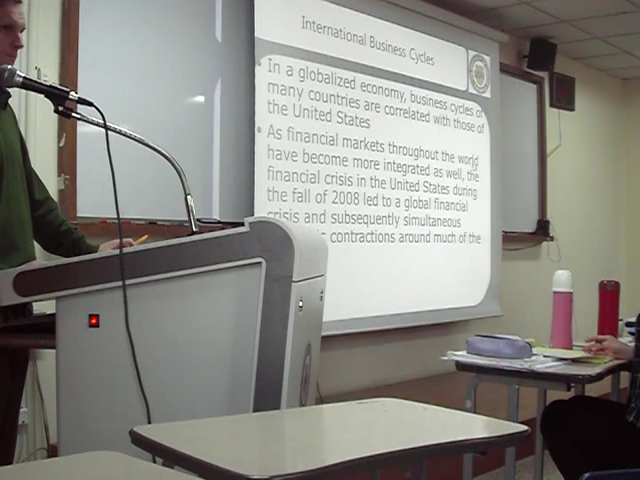 International Business Cycles
In a globalized economy, business cycles of
many countries are correlated with those of
the United States
As financial markets throughout the world
have become more integrated as well, the
financial crisis in the United States during
the fall of 2008 led to a global financial
crisis and subsequently simultaneous
contractions around much of the